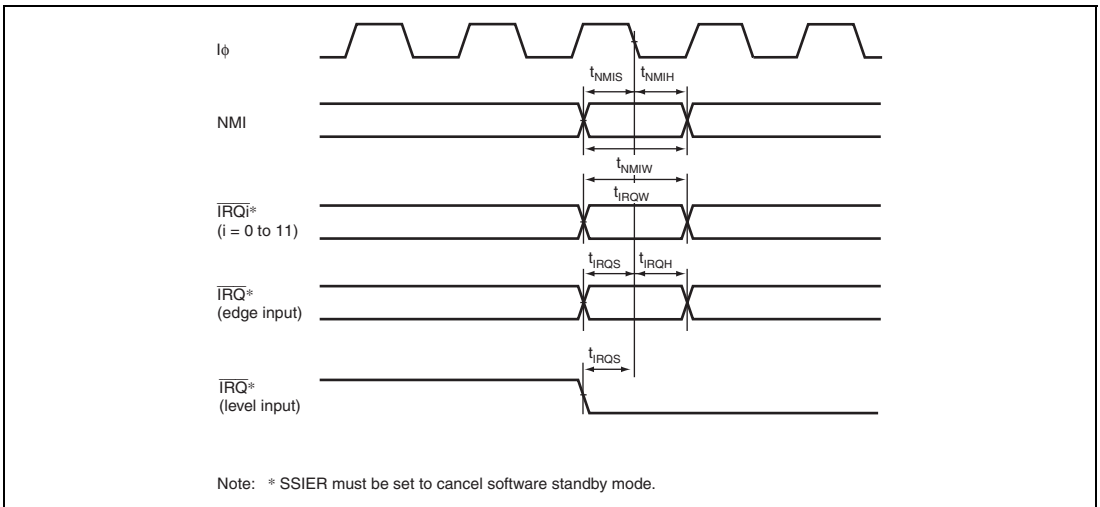 Iϕ
tNMIS tNMIH
NMI
tNMIW
tIRQW
IRQi*
(i = 0 to 11)
tIRQS tIRQH
IRQ*
(edge input)
tIRQS
IRQ*
(level input)
Note: * SSIER must be set to cancel software standby mode.